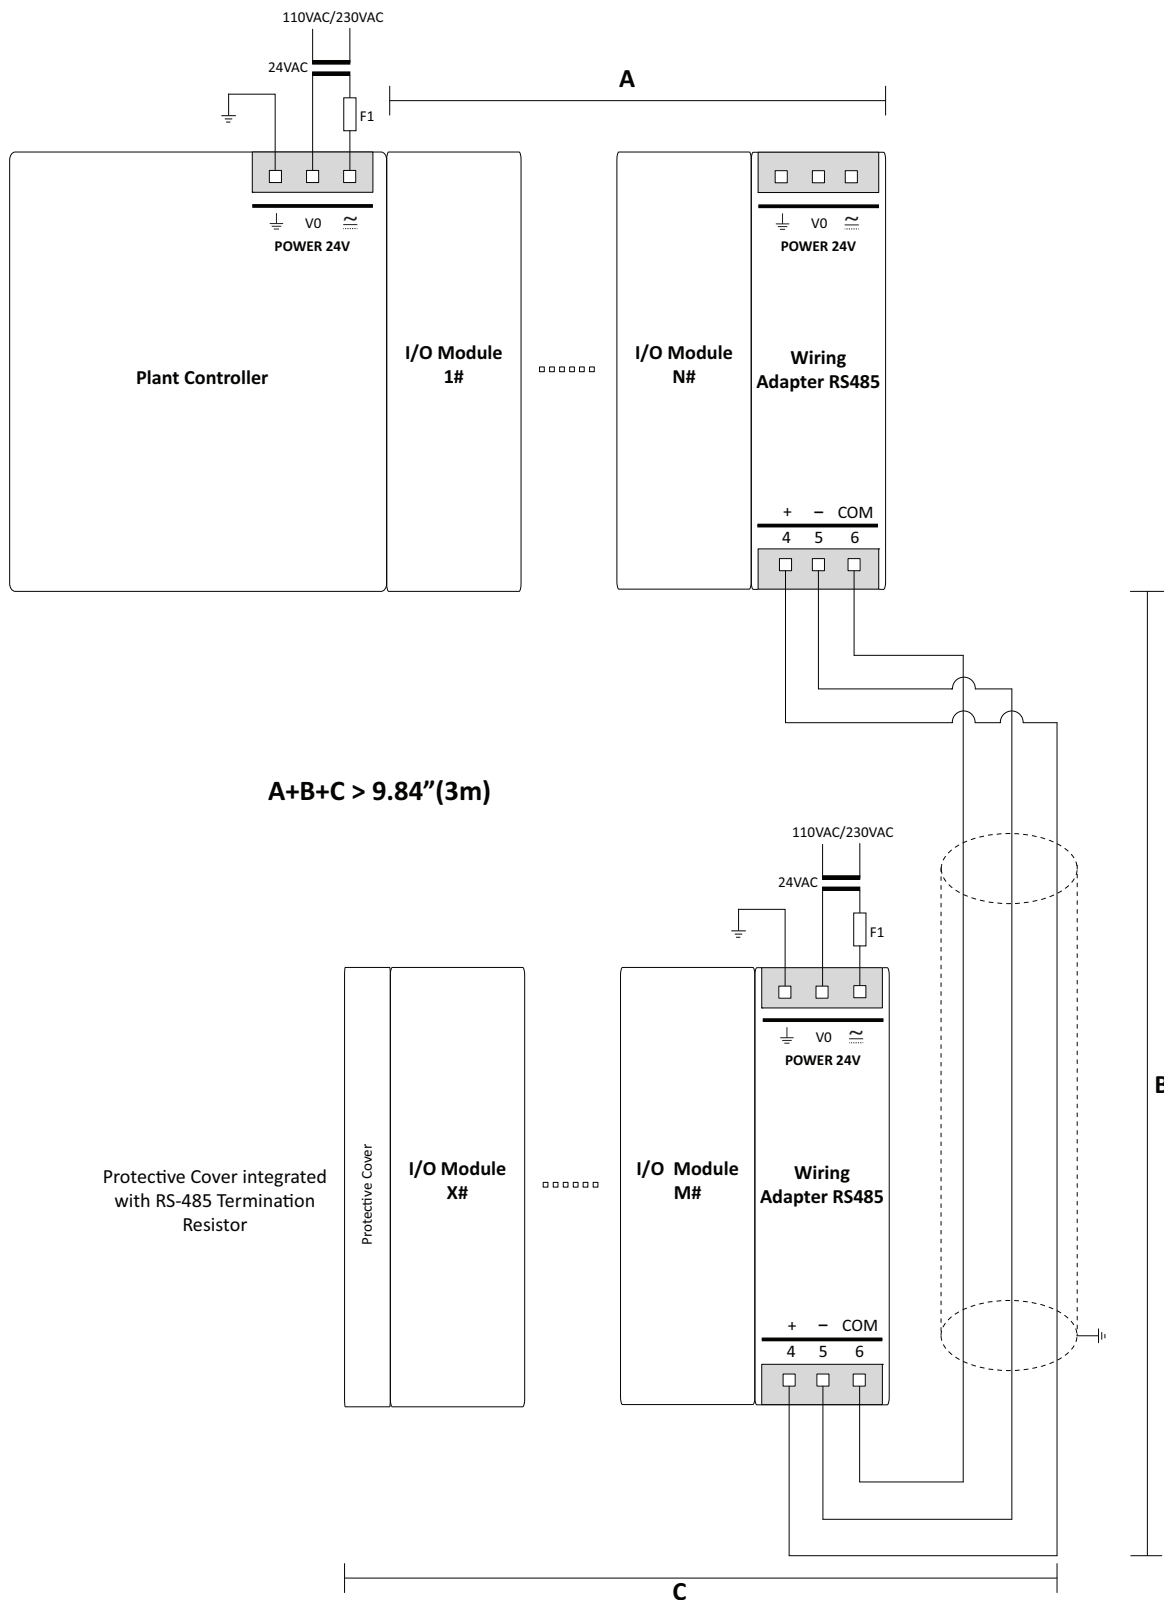 110VAC/230VAC
24VAC
F1
A
V0
POWER 24V
V0
POWER 24V
Plant Controller
I/O Module
1#
I/O Module
N#
Wiring
Adapter RS485
+ – COM
4 5 6
A+B+C > 9.84”(3m)
110VAC/230VAC
24VAC
F1
V0
POWER 24V
B
Protective Cover integrated
with RS-485 Termination
Resistor
Protective Cover
I/O Module
X#
I/O Module
M#
Wiring
Adapter RS485
+ – COM
4 5 6
C